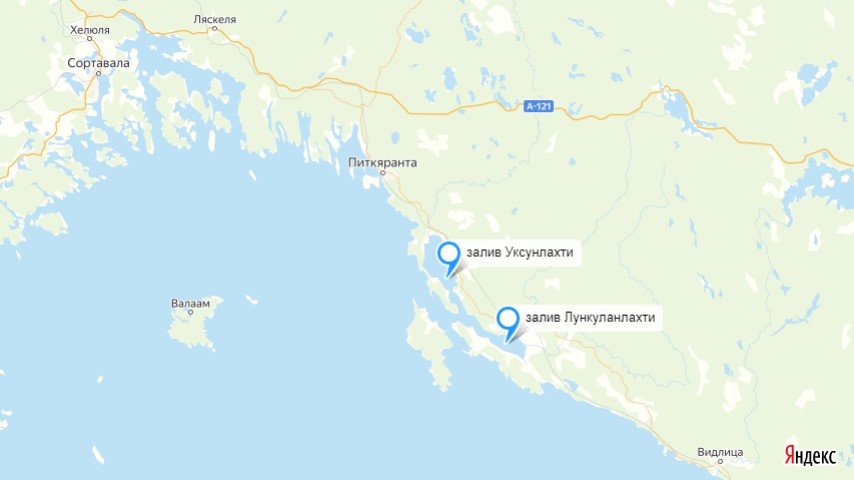 Ляскеля
Хелюля
Сортавала
А-121
Питкяранта
залив Уксунлахти
Валаам
залив Лункуланлахти
Видлица
Яндекс